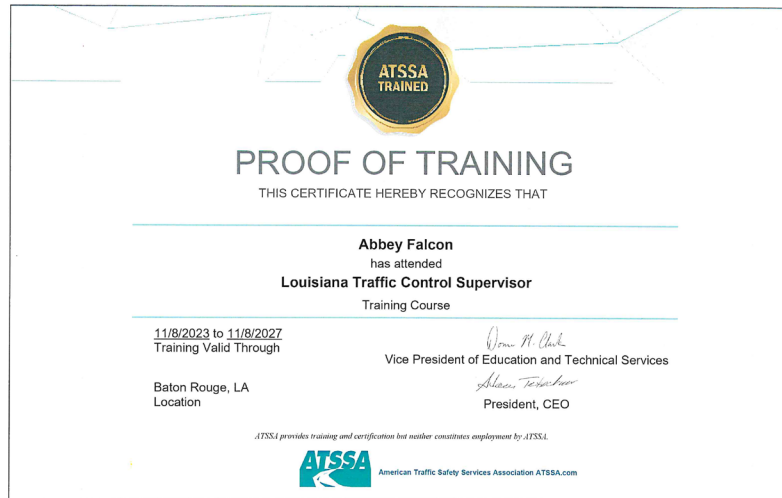 ATSSA
TRAINED
PROOF OF TRAINING
THIS CERTIFICATE HEREBY RECOGNIZES THAT
Abbey Falcon
has attended
Louisiana Traffic Control Supervisor
Training Course
11/8/2023 to 11/8/2027
Training Valid Through
Donna M. Clark
Vice President of Education and Technical Services
Baton Rouge, LA
Location
President, CEO
ATSSA provides training and certification but neither constitutes employment by ATSSA.
ATSSA
American Traffic Safety Services Association ATSSA.com